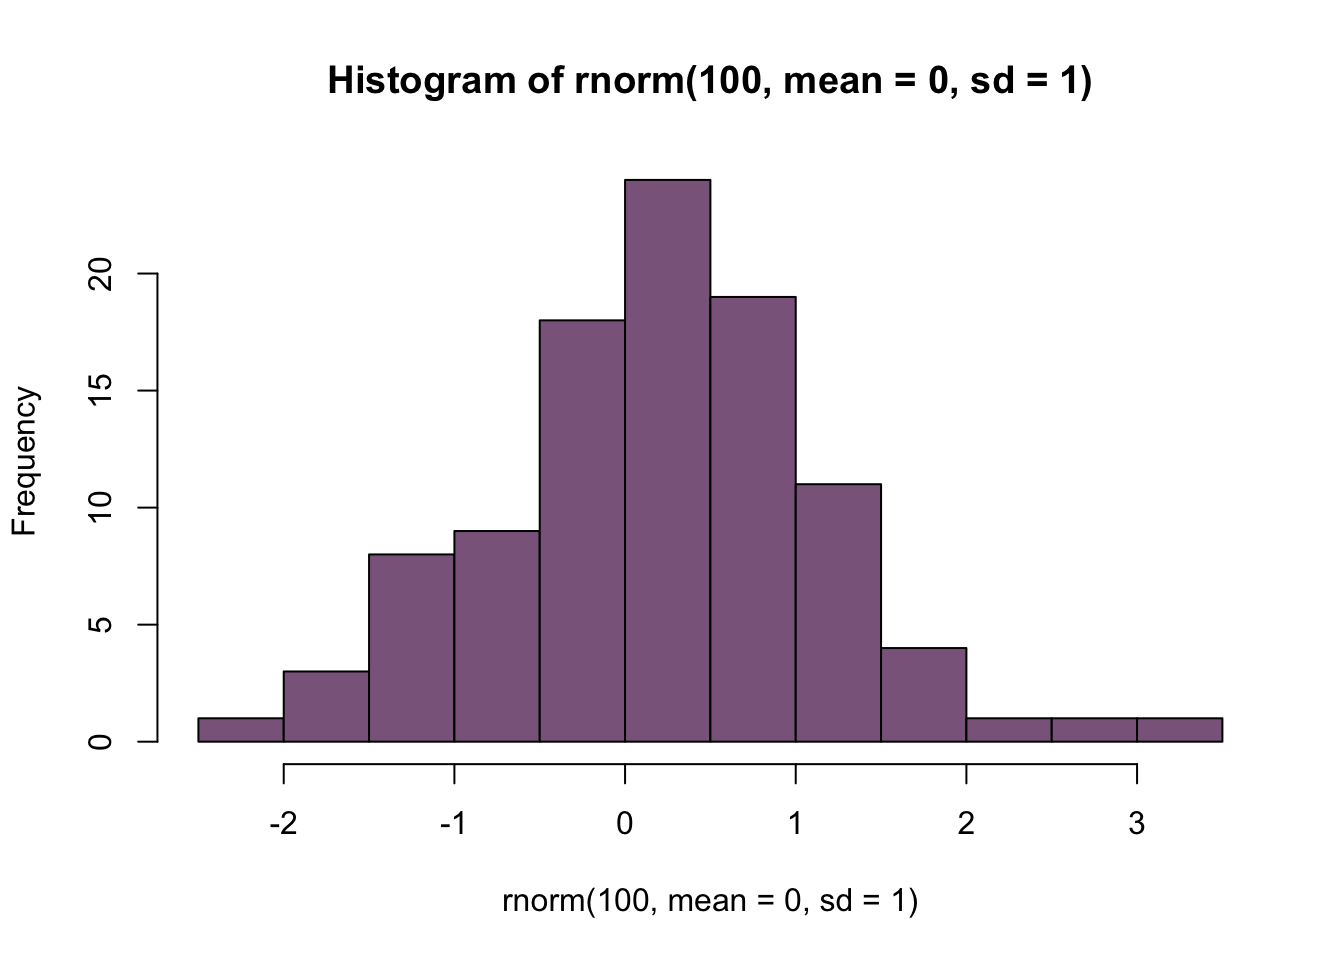 Histogram of rnorm(100, mean = 0, sd = 1)
Frequency
20
15
10
5
0
-2 -1 0 1 2 3
rnorm(100, mean = 0, sd = 1)